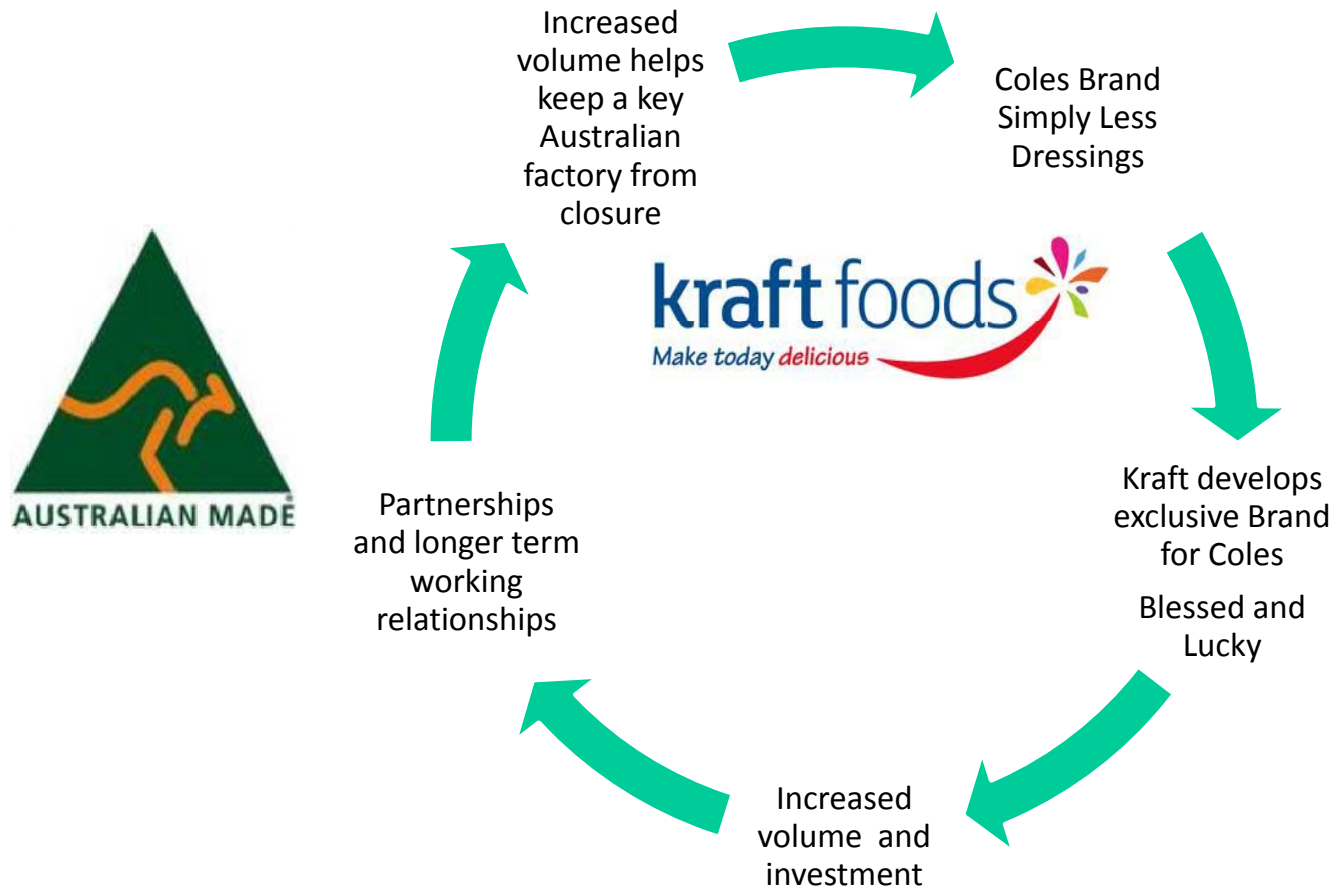 Increased
volume helps
keep a key
Australian
factory from
closure
Coles Brand
Simply Less
Dressings
kraft foods
Make today delicious
AUSTRALIAN MADE
Kraft develops
exclusive Brand
for Coles
Blessed and
Lucky
Partnerships
and longer term
working
relationships
Increased
volume and
investment